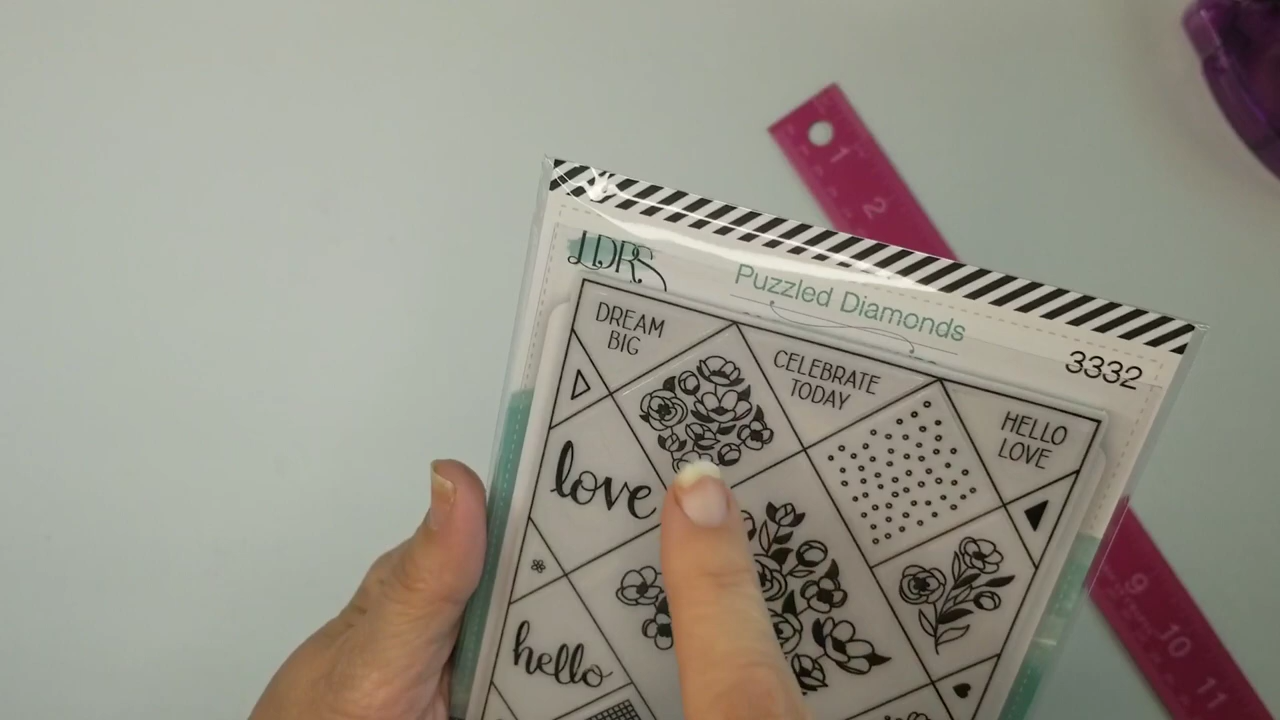 LDRS
Puzzled Diamonds
3332
DREAM
BIG
CELEBRATE
TODAY
HELLO
LOVE
love
hello
1
2
9
10
11